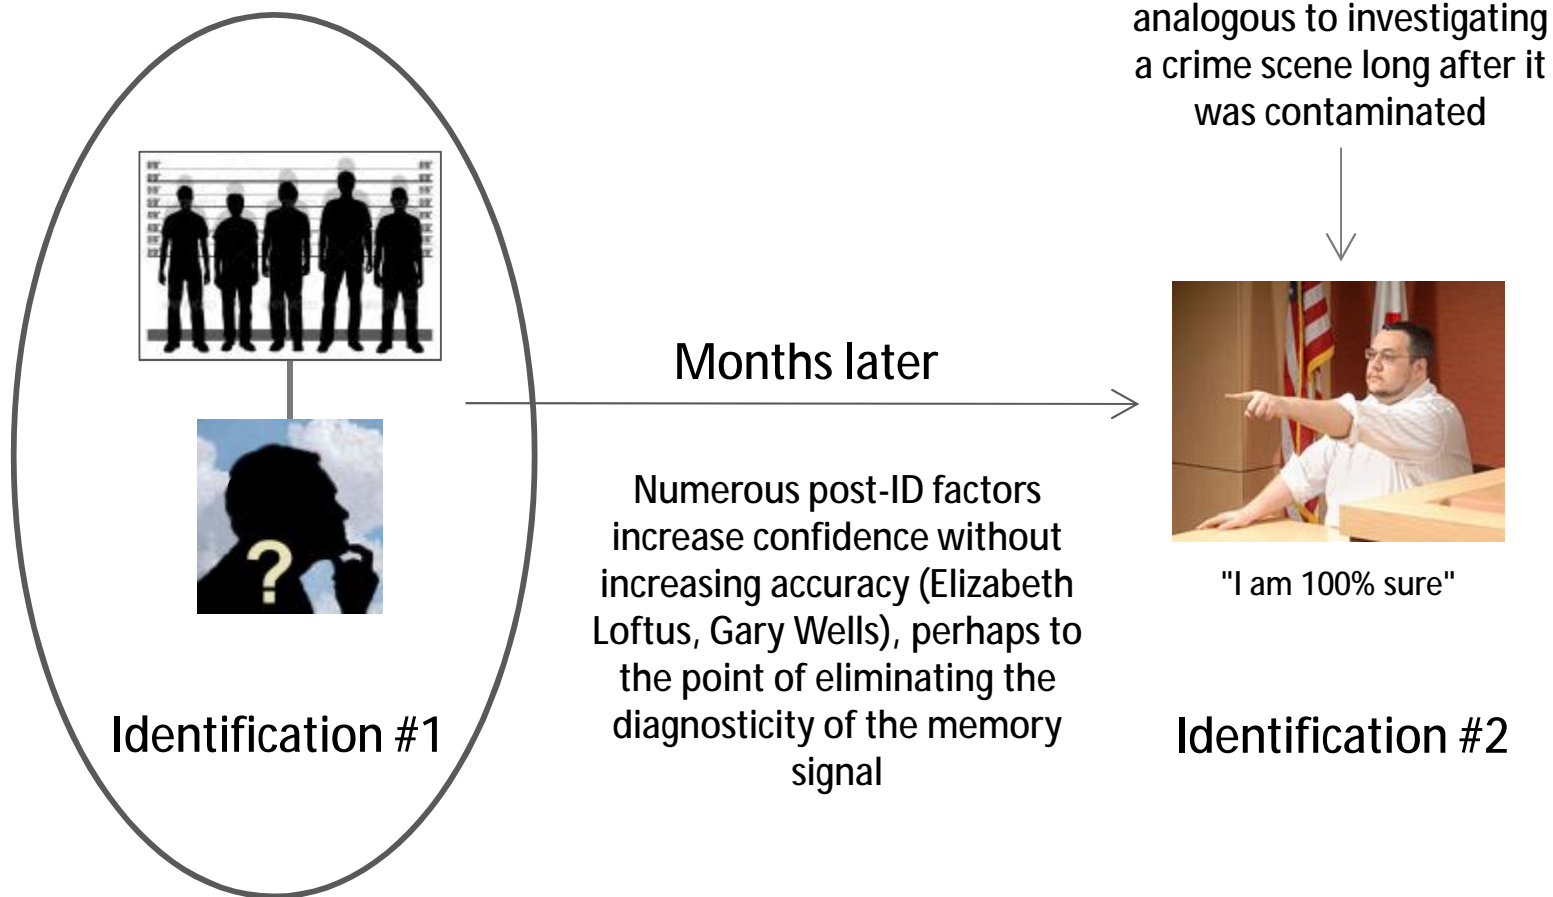 analogous to investigating
a crime scene long after it
was contaminated
Months later
Numerous post-ID factors
increase confidence without
increasing accuracy (Elizabeth
Loftus, Gary Wells), perhaps to
the point of eliminating the
diagnosticity of the memory
signal
?
"I am 100% sure"
Identification #1
Identification #2